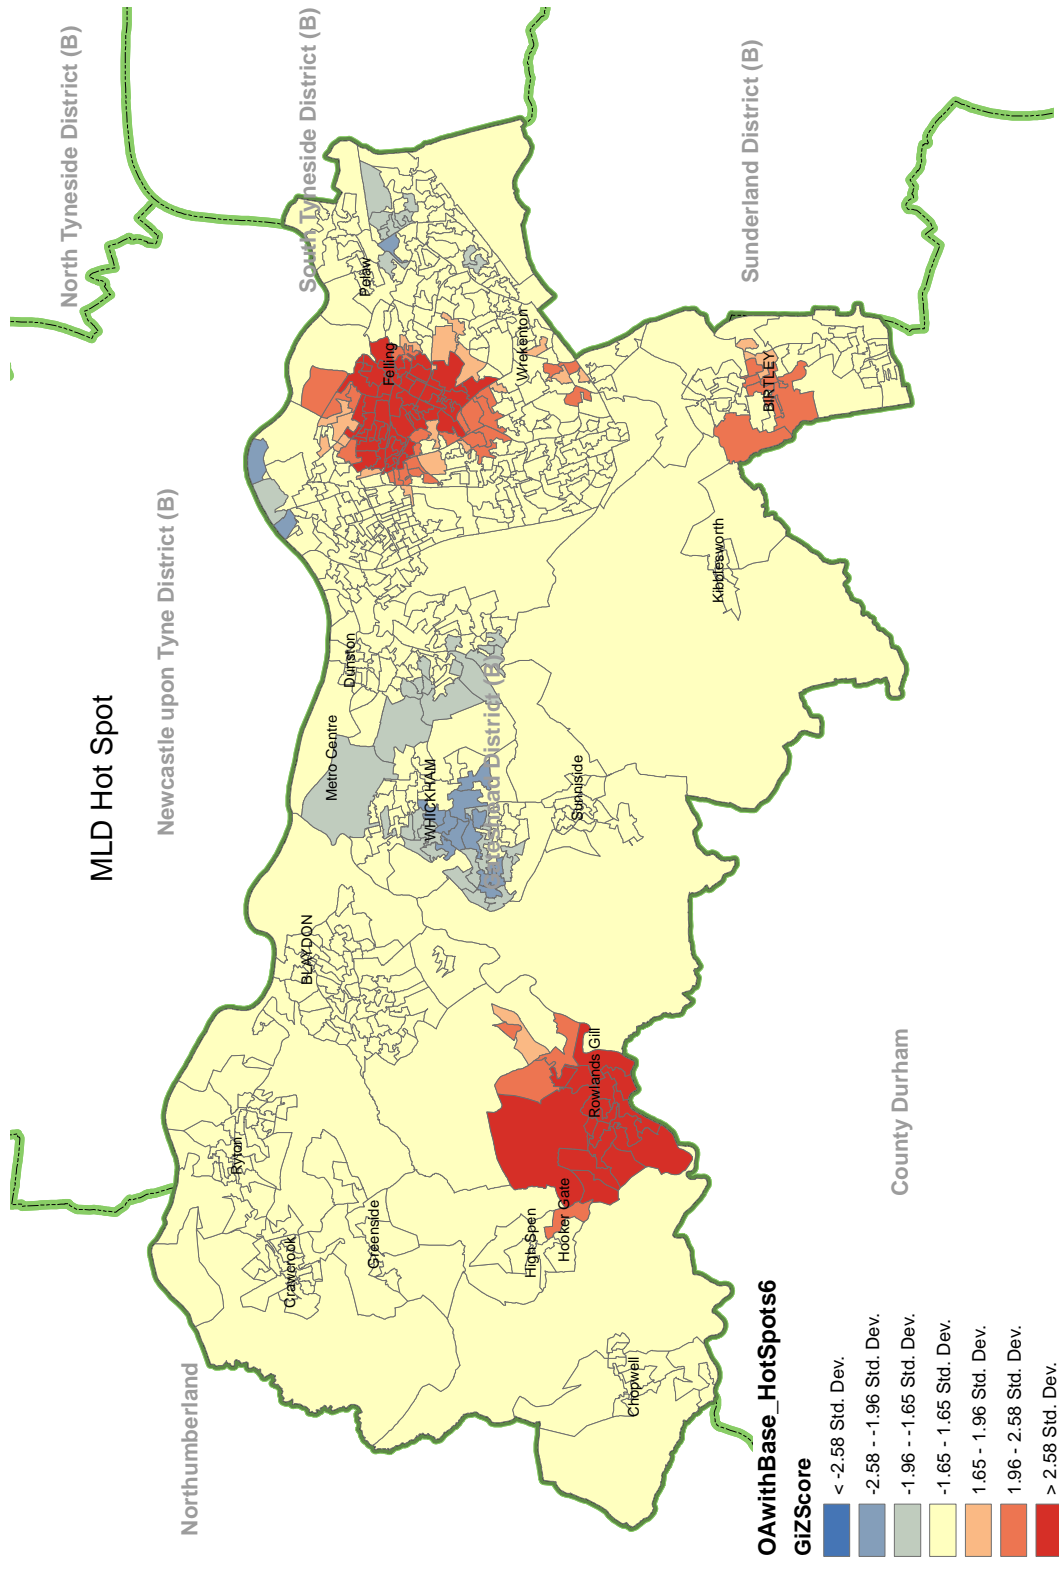 MLD Hot Spot
Northumberland
Newcastle upon Tyne District (B)
North Tyneside District (B)
South Tyneside District (B)
Sunderland District (B)
County Durham
Gateshead District (B)
Crawcrook
Ryton
Greenside
BLAYDON
Metro Centre
Dunston
WHICKHAM
Sunniside
Felling
Pelaw
Wrekenton
BIRTLEY
Kibblesworth
High Spen
Hooker Gate
Rowlands Gill
Chopwell
OAwithBase_HotSpots6
GiZScore
< -2.58 Std. Dev.
-2.58 - -1.96 Std. Dev.
-1.96 - -1.65 Std. Dev.
-1.65 - 1.65 Std. Dev.
1.65 - 1.96 Std. Dev.
1.96 - 2.58 Std. Dev.
> 2.58 Std. Dev.